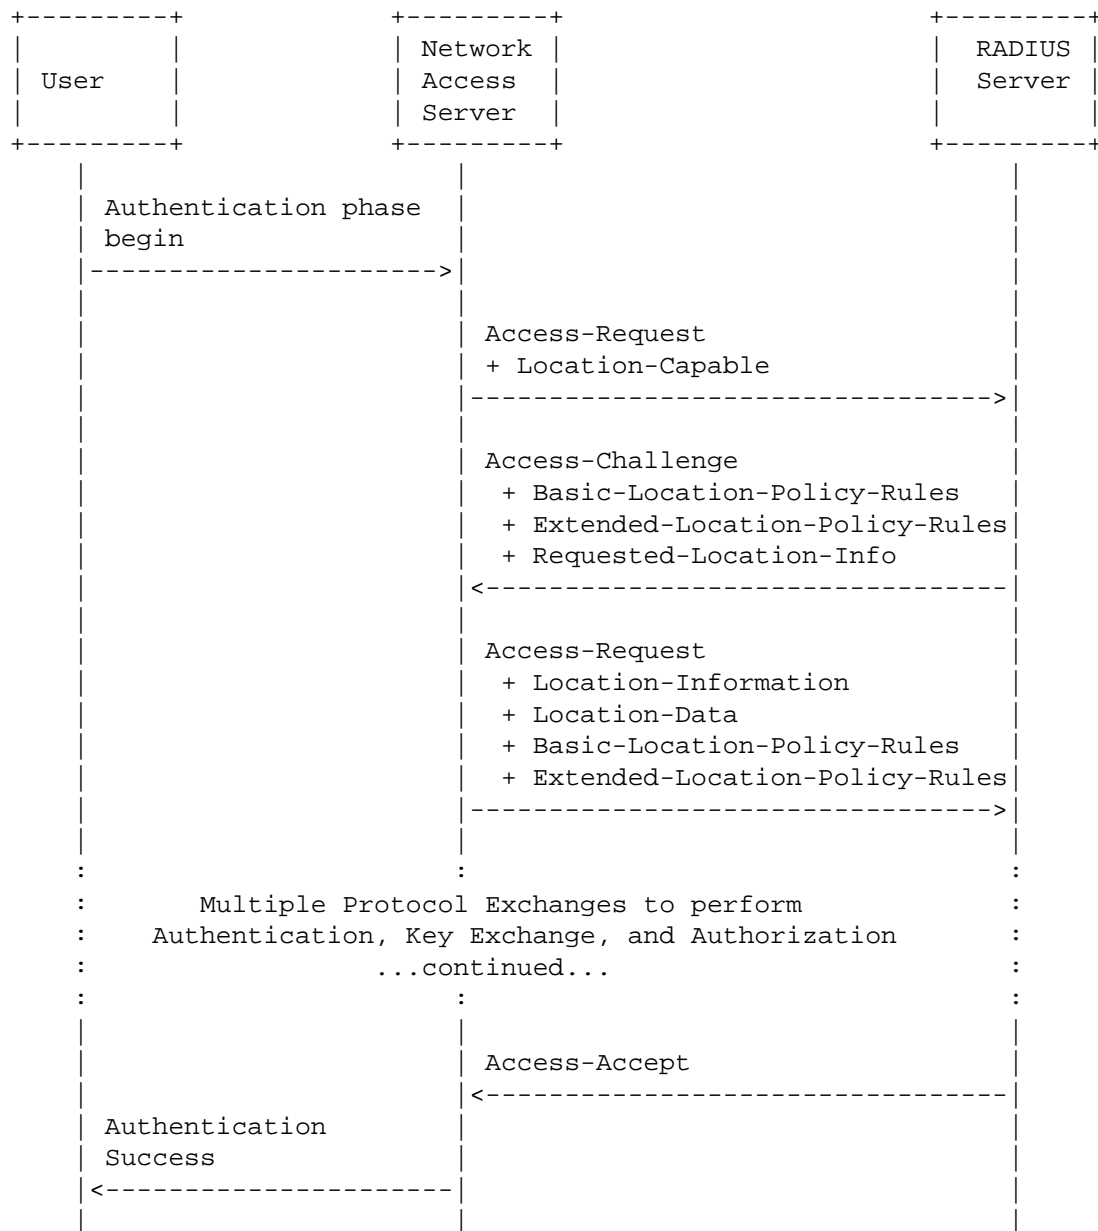 Network RADIUS
User Access Server
Server
Authentication phase
begin
Access-Request
+ Location-Capable
Access-Challenge
+ Basic-Location-Policy-Rules
+ Extended-Location-Policy-Rules
+ Requested-Location-Info
Access-Request
+ Location-Information
+ Location-Data
+ Basic-Location-Policy-Rules
+ Extended-Location-Policy-Rules
Multiple Protocol Exchanges to perform
Authentication, Key Exchange, and Authorization
...continued...
Access-Accept
Authentication
Success